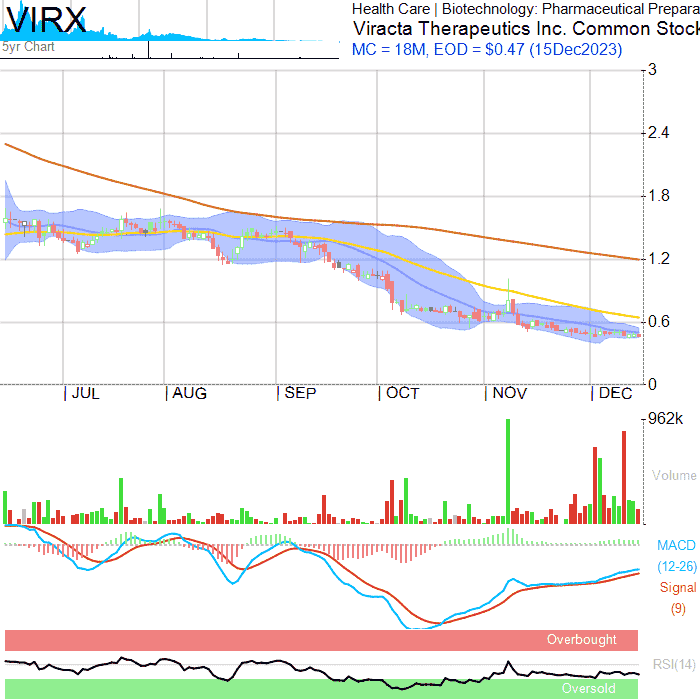 VIRX
5yr Chart
Health Care | Biotechnology: Pharmaceutical Prepara
Viracta Therapeutics Inc. Common Stock
MC = 18M, EOD = $0.47 (15Dec2023)
3
2.4
1.8
1.2
0.6
0
| JUL | AUG | SEP | OCT | NOV | DEC
962k
Volume
MACD
(12-26)
Signal
(9)
Overbought
RSI(14)
Oversold